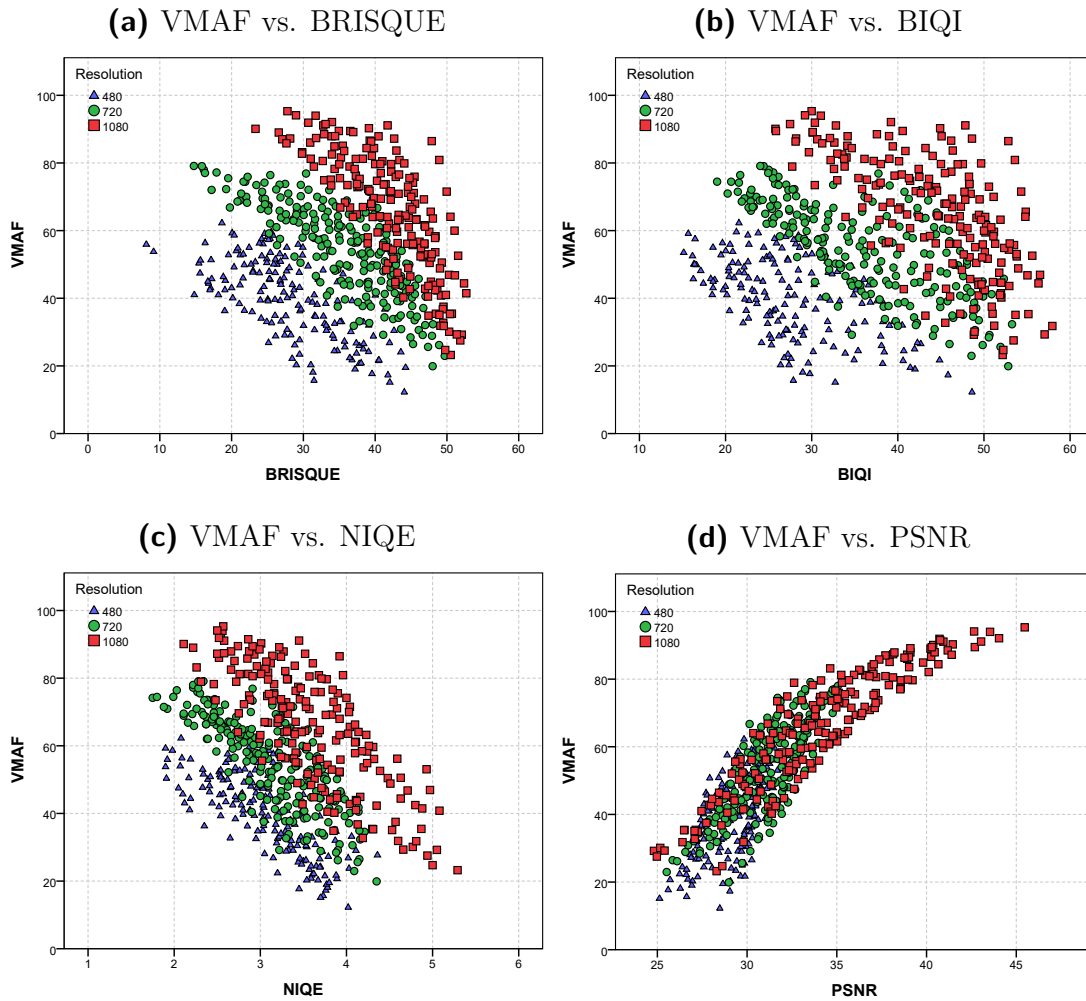 (a) VMAF vs. BRISQUE
Resolution
480
720
1080
100
80
60
40
20
0
VMAF
0 10 20 30 40 50 60
BRISQUE
(b) VMAF vs. BIQI
Resolution
480
720
1080
100
80
60
40
20
0
VMAF
10 20 30 40 50 60
BIQI
(c) VMAF vs. NIQE
Resolution
480
720
1080
100
80
60
40
20
0
VMAF
1 2 3 4 5 6
NIQE
(d) VMAF vs. PSNR
Resolution
480
720
1080
100
80
60
40
20
0
VMAF
25 30 35 40 45
PSNR